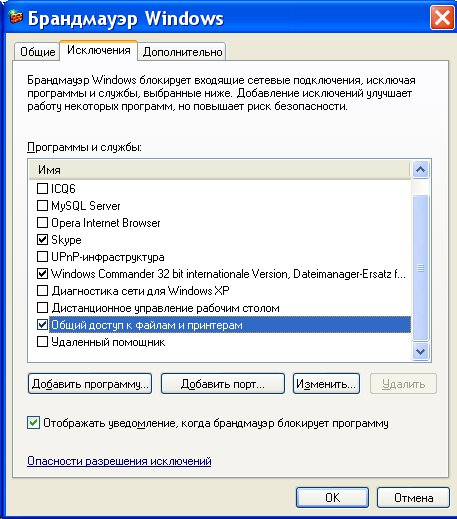 Брандмауэр Windows
Общие Исключения Дополнительно
Брандмауэр Windows блокирует входящие сетевые подключения, исключая
программы и службы, выбранные ниже. Добавление исключений улучшает
работу некоторых программ, но повышает риск безопасности.
Программы и службы:
Имя
ICQ6
MySQL Server
Opera Internet Browser
Skype
UPnP-инфраструктура
Windows Commander 32 bit internationale Version, Dateimanager-Ersatz f...
Диагностика сети для Windows XP
Дистанционное управление рабочим столом
Общий доступ к файлам и принтерам
Удаленный помощник
Добавить программу... Добавить порт... Изменить... Удалить
Отображать уведомление, когда брандмауэр блокирует программу
Опасности разрешения исключений
OK Отмена